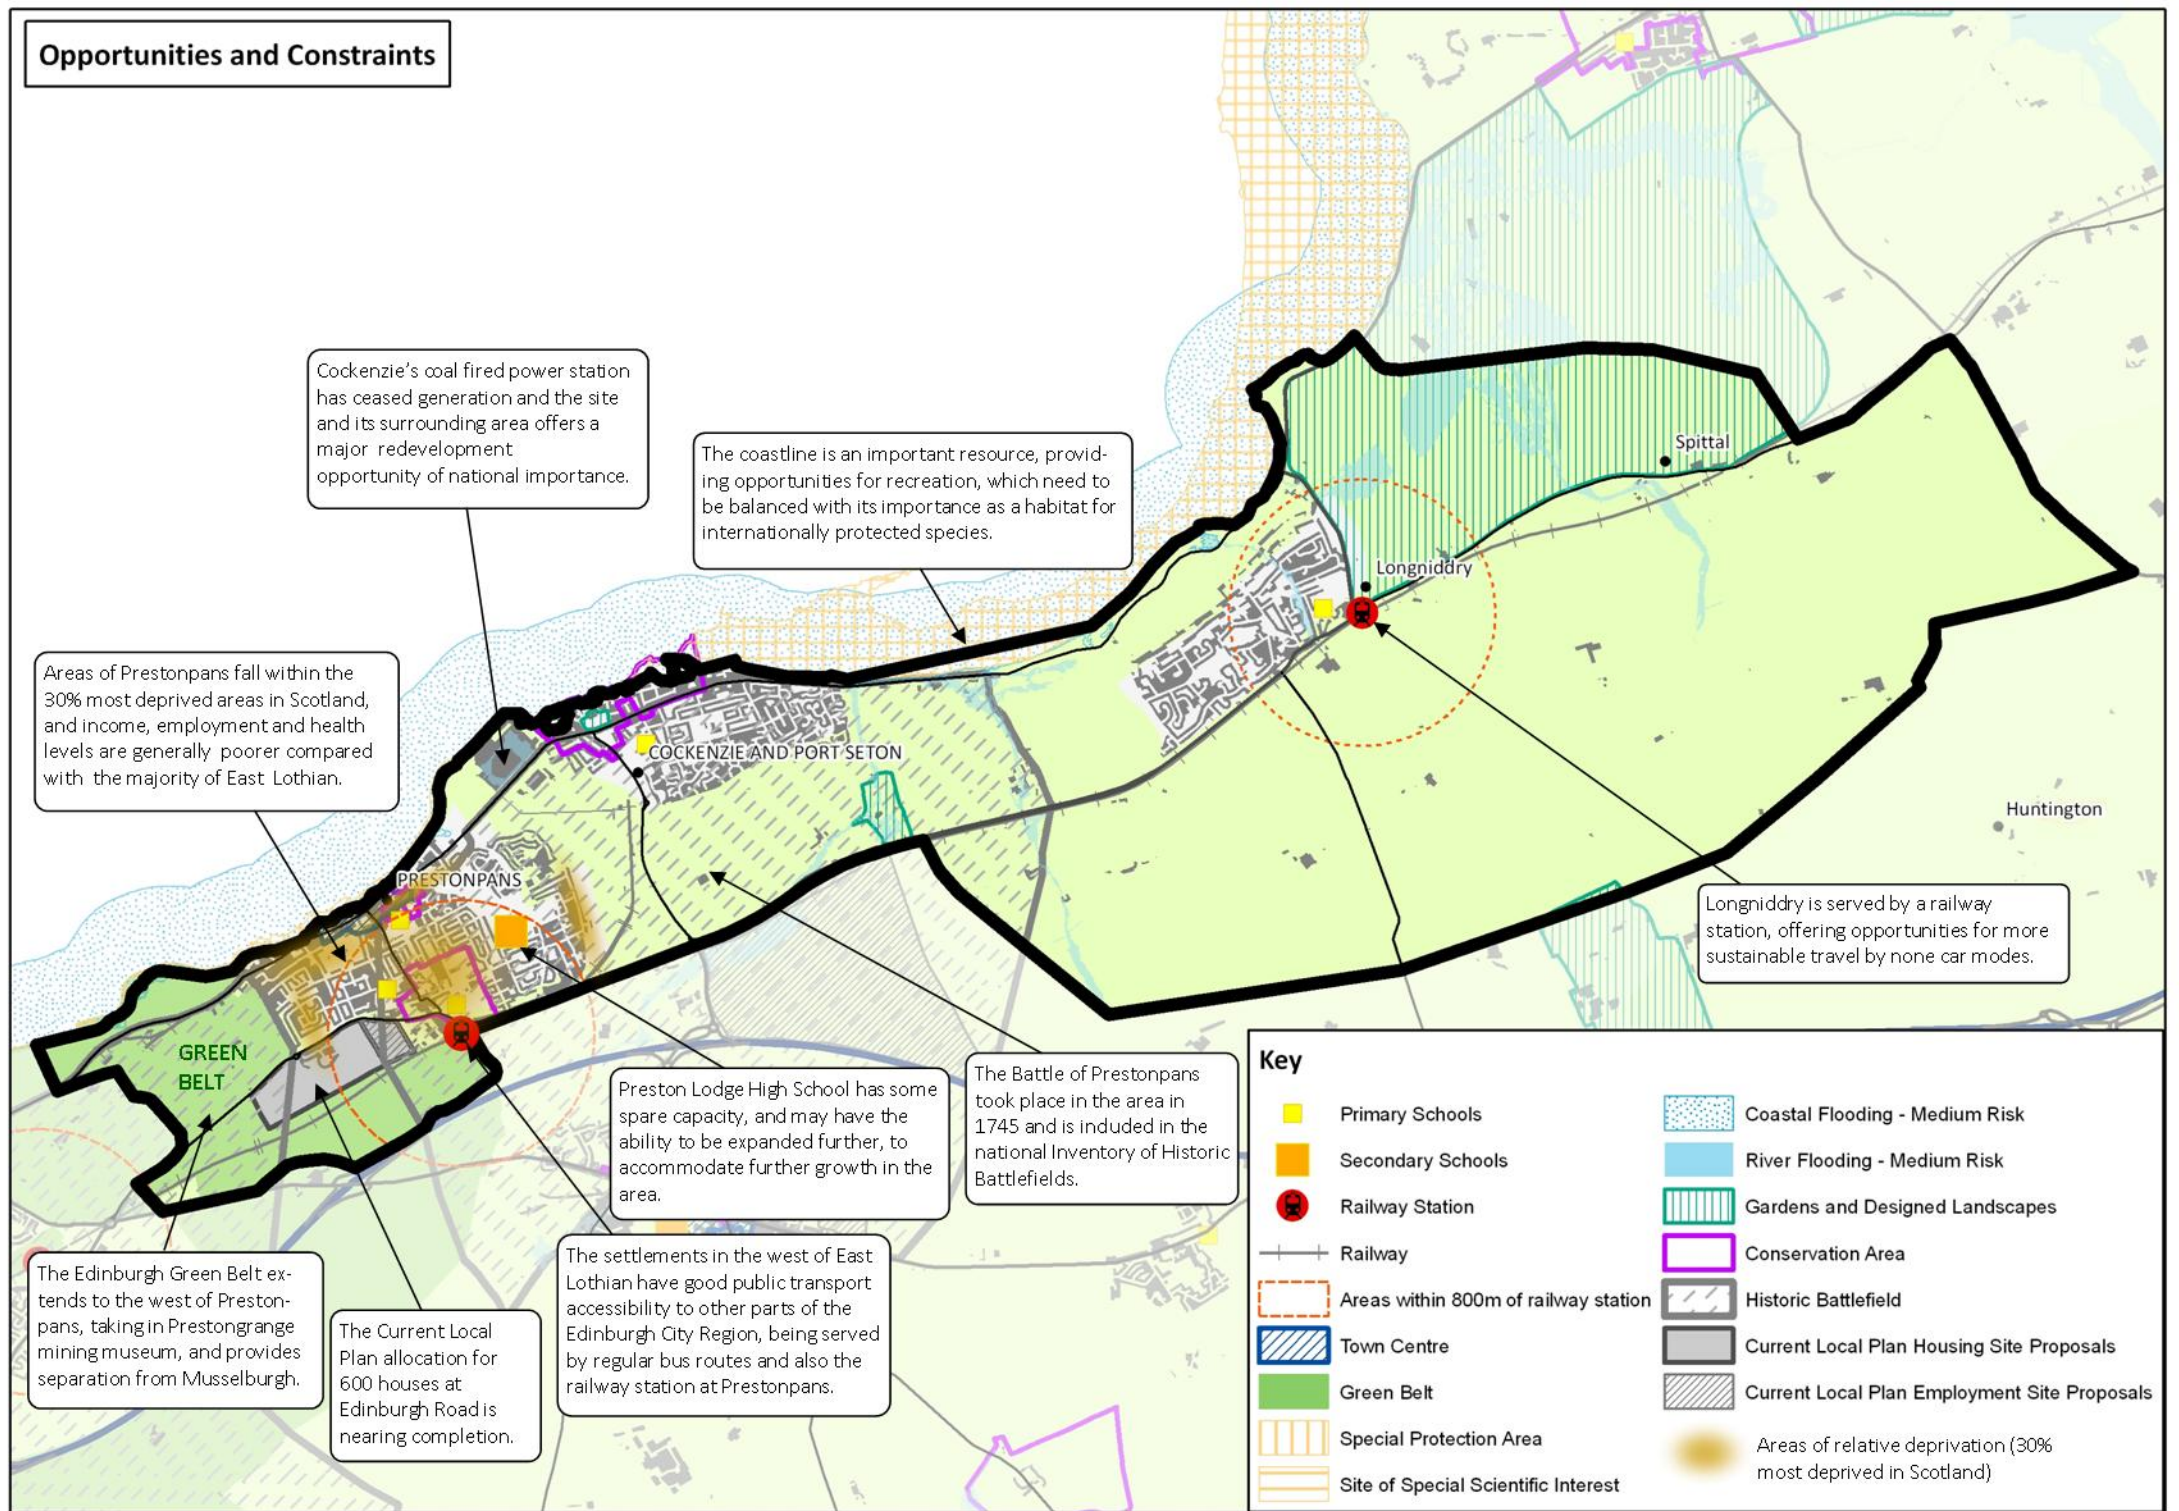 Opportunities and Constraints
Cockenzie's coal fired power station
has ceased generation and the site
and its surrounding area offers a
major redevelopment
opportunity of national importance.
The coastline is an important resource, provid-
ing opportunities for recreation, which need to
be balanced with its importance as a habitat for
internationally protected species.
Spittal
Longniddry
Areas of Prestonpans fall within the
30% most deprived areas in Scotland,
and income, employment and health
levels are generally poorer compared
with the majority of East Lothian.
COCKENZIE AND PORT SETON
Huntington
PRESTONPANS
Longniddry is served by a railway
station, offering opportunities for more
sustainable travel by none car modes.
GREEN
BELT
Preston Lodge High School has some
spare capacity, and may have the
ability to be expanded further, to
accommodate further growth in the
area.
The Battle of Prestonpans
took place in the area in
1745 and is included in the
national Inventory of Historic
Battlefields.
The Edinburgh Green Belt ex-
tends to the west of Preston-
pans, taking in Prestongrange
mining museum, and provides
separation from Musselburgh.
The Current Local
Plan allocation for
600 houses at
Edinburgh Road is
nearing completion.
The settlements in the west of East
Lothian have good public transport
accessibility to other parts of the
Edinburgh City Region, being served
by regular bus routes and also the
railway station at Prestonpans.
Key
Primary Schools
Secondary Schools
Railway Station
Railway
Areas within 800m of railway station
Town Centre
Green Belt
Special Protection Area
Site of Special Scientific Interest
Coastal Flooding - Medium Risk
River Flooding - Medium Risk
Gardens and Designed Landscapes
Conservation Area
Historic Battlefield
Current Local Plan Housing Site Proposals
Current Local Plan Employment Site Proposals
Areas of relative deprivation (30%
most deprived in Scotland)